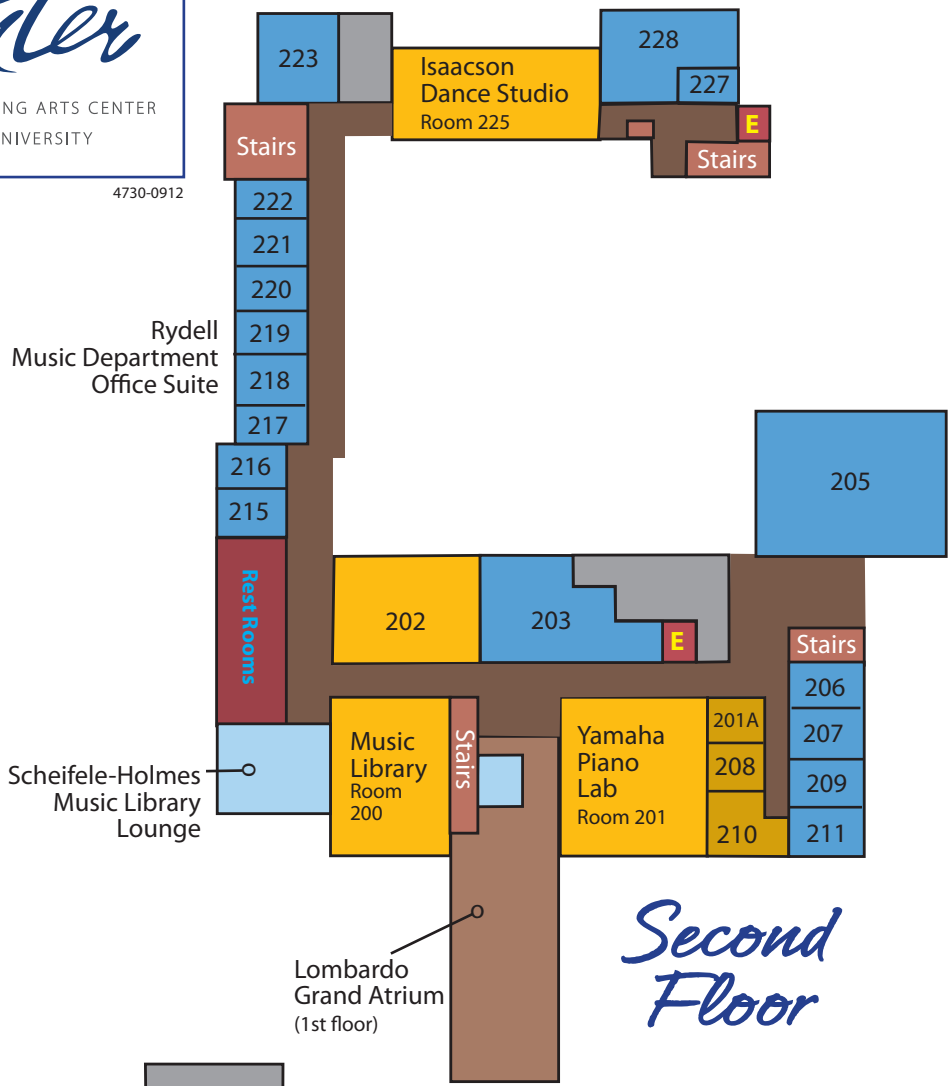 NG ARTS CENTER
NIVERSITY
4730-0912
223
Isaacson
Dance Studio
Room 225
228
227
E
Stairs
Stairs
222
221
220
219
218
217
216
215
Rydell
Music Department
Office Suite
205
Rest Rooms
202
203
E
Stairs
206
207
209
211
Music
Library
Room
200
Stairs
Yamaha
Piano
Lab
Room 201
201A
208
210
Scheifele-Holmes
Music Library
Lounge
Lombardo
Grand Atrium
(1st floor)
Second
Floor